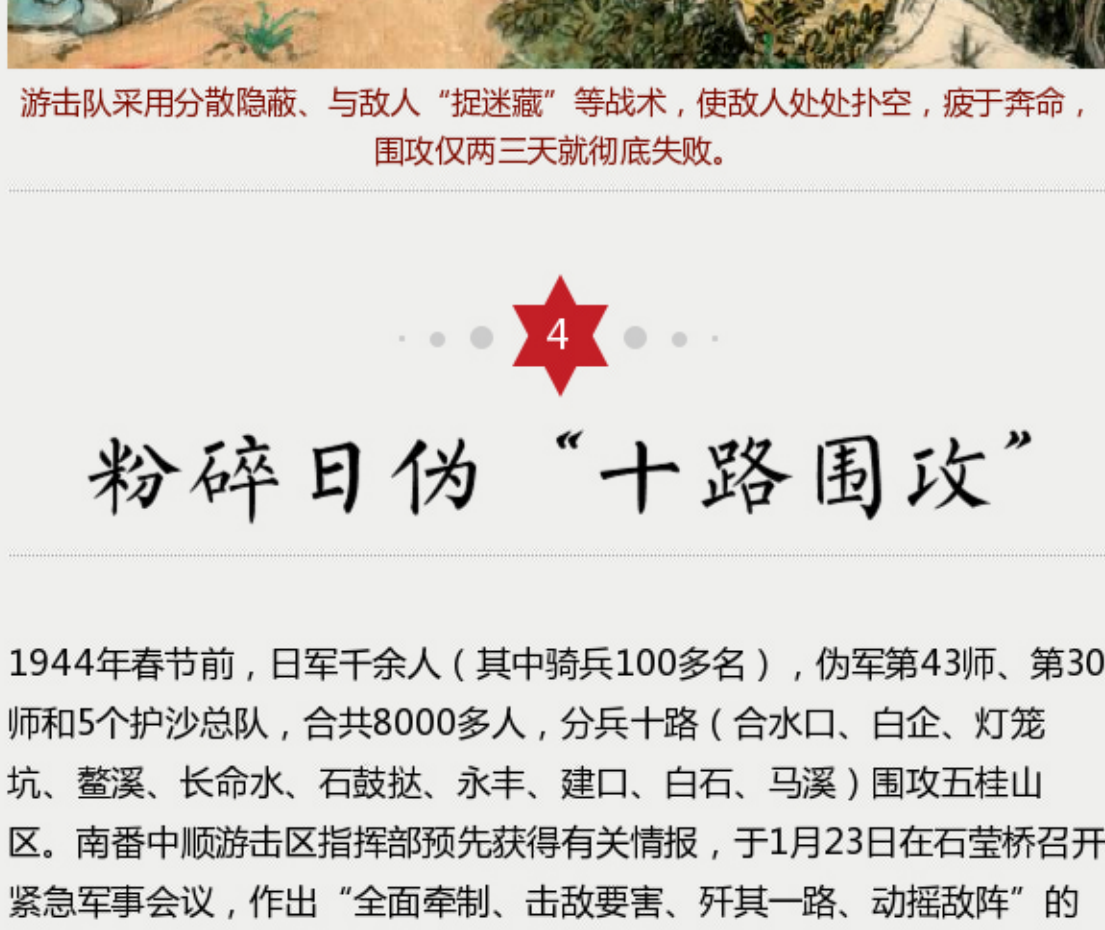 游击队采用分散隐蔽、与敌人“捉迷藏”等战术，使敌人处处扑空，疲于奔命，
围攻仅两三天就彻底失败。
4
粉碎日伪“十路围攻”
1944年春节前，日军千余人（其中骑兵100多名），伪军第43师、第30
师和5个护沙总队，合共8000多人，分兵十路（合水口、白企、灯笼
坑、鳌溪、长命水、石鼓挞、永丰、建口、白石、马溪）围攻五桂山
区。南番中顺游击区指挥部预先获得有关情报，于1月23日在石莹桥召开
紧急军事会议，作出“全面牵制、击敌要害、歼其一路、动摇敌阵”的